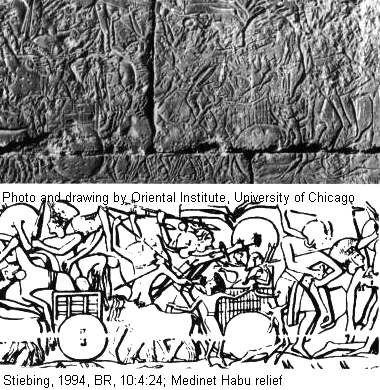 Photo and drawing by Oriental Institute, University of Chicago
Stiebing, 1994, BR, 10:4:24; Medinet Habu relief